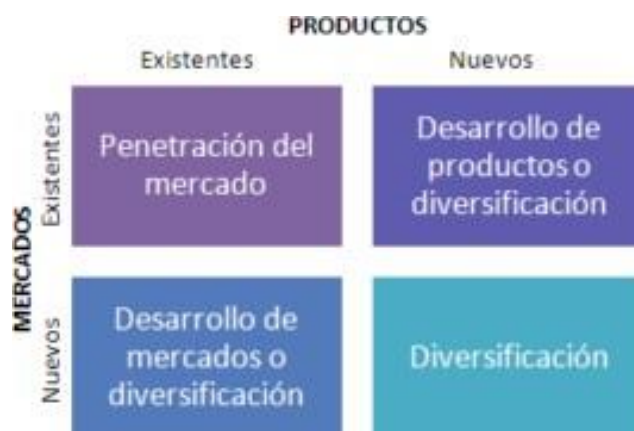 PRODUCTOS
Existentes
Nuevos
MERCADOS
Existentes
Penetración del
mercado
Desarrollo de
productos o
diversificación
Nuevos
Desarrollo de
mercados o
diversificación
Diversificación